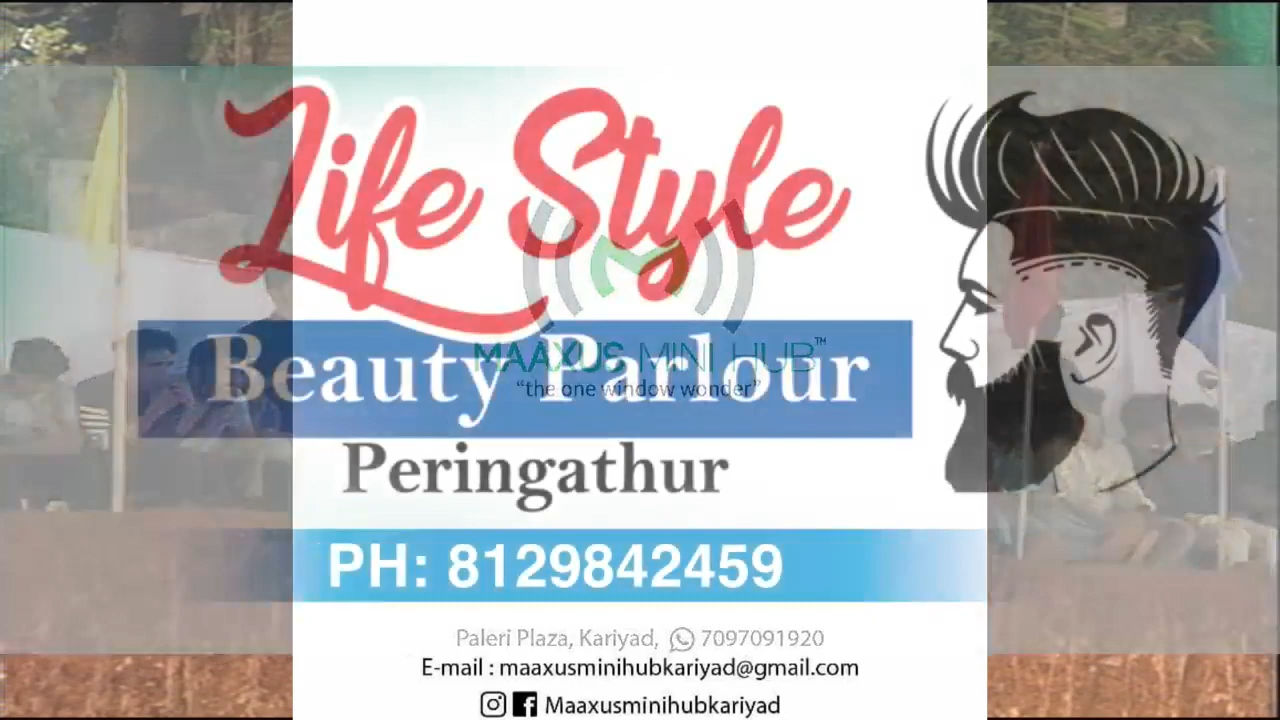 Life Style
MAAXUS MINI HUB™
Beauty Parlour
“the one window wonder”
Peringathur
PH: 8129842459
Paleri Plaza, Kariyad, 7097091920
E-mail : maaxusminihubkariyad@gmail.com
Maaxusminihubkariyad